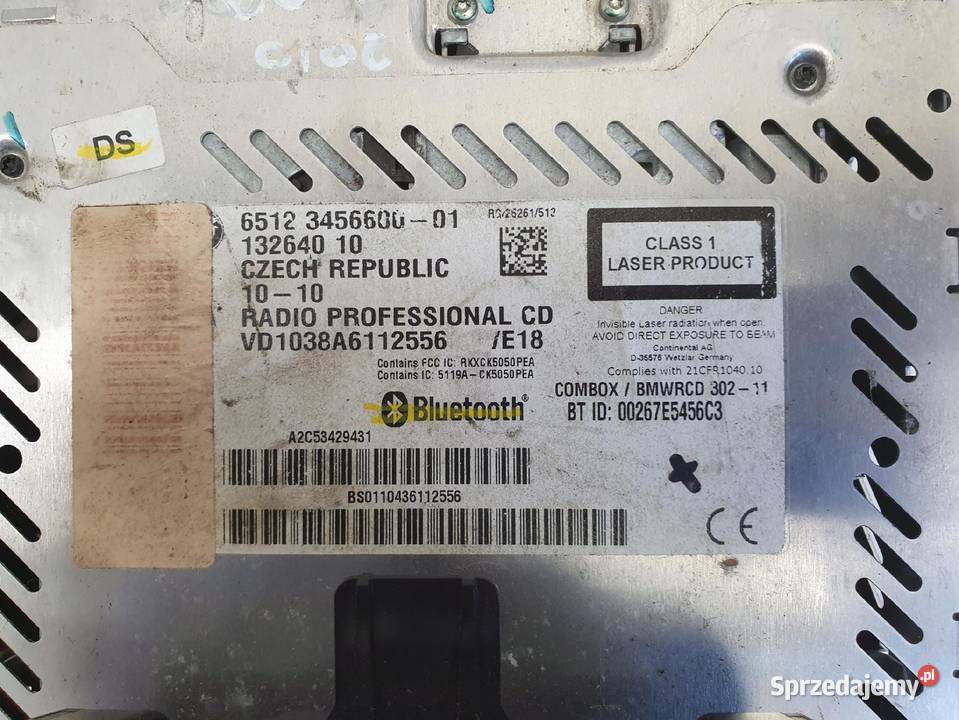 DS
6512 3456600-01
132640 10
CZECH REPUBLIC
10-10
RADIO PROFESSIONAL CD
VD1038A6112556 /E18
Contains FCC IC: RKXCK5050PEA
Contains IC: 5119A-CK5050PEA
Bluetooth®
A2C53429431
BS0110436112556
CLASS 1
LASER PRODUCT
DANGER
Invisible Laser radiation when open.
AVOID DIRECT EXPOSURE TO BEAM
Continental AG
D-35576 Wetzlar Germany
Complies with 21CFR1040.10
COMBOX / BMWRCD 302-11
BT ID: 00267E5456C3
CE
Sprzedajemy.pl